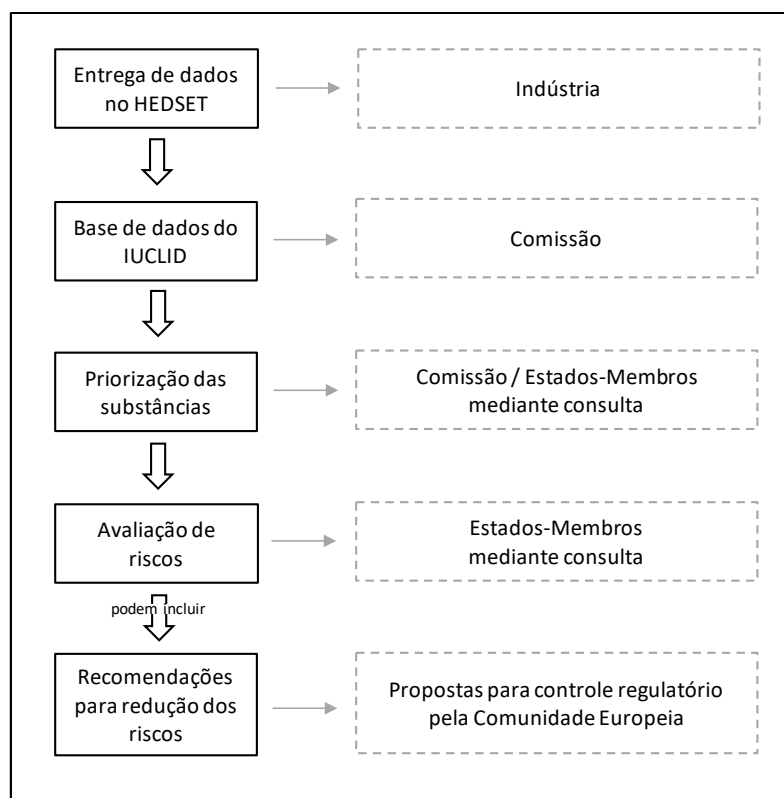 Entrega de dados
no HEDSET
Indústria
Base de dados do
IUCLID
Comissão
Priorização das
substâncias
Comissão / Estados-Membros
mediante consulta
Avaliação de
riscos
Estados-Membros
mediante consulta
podem incluir
Recomendações
para redução dos
riscos
Propostas para controle regulatório
pela Comunidade Europeia